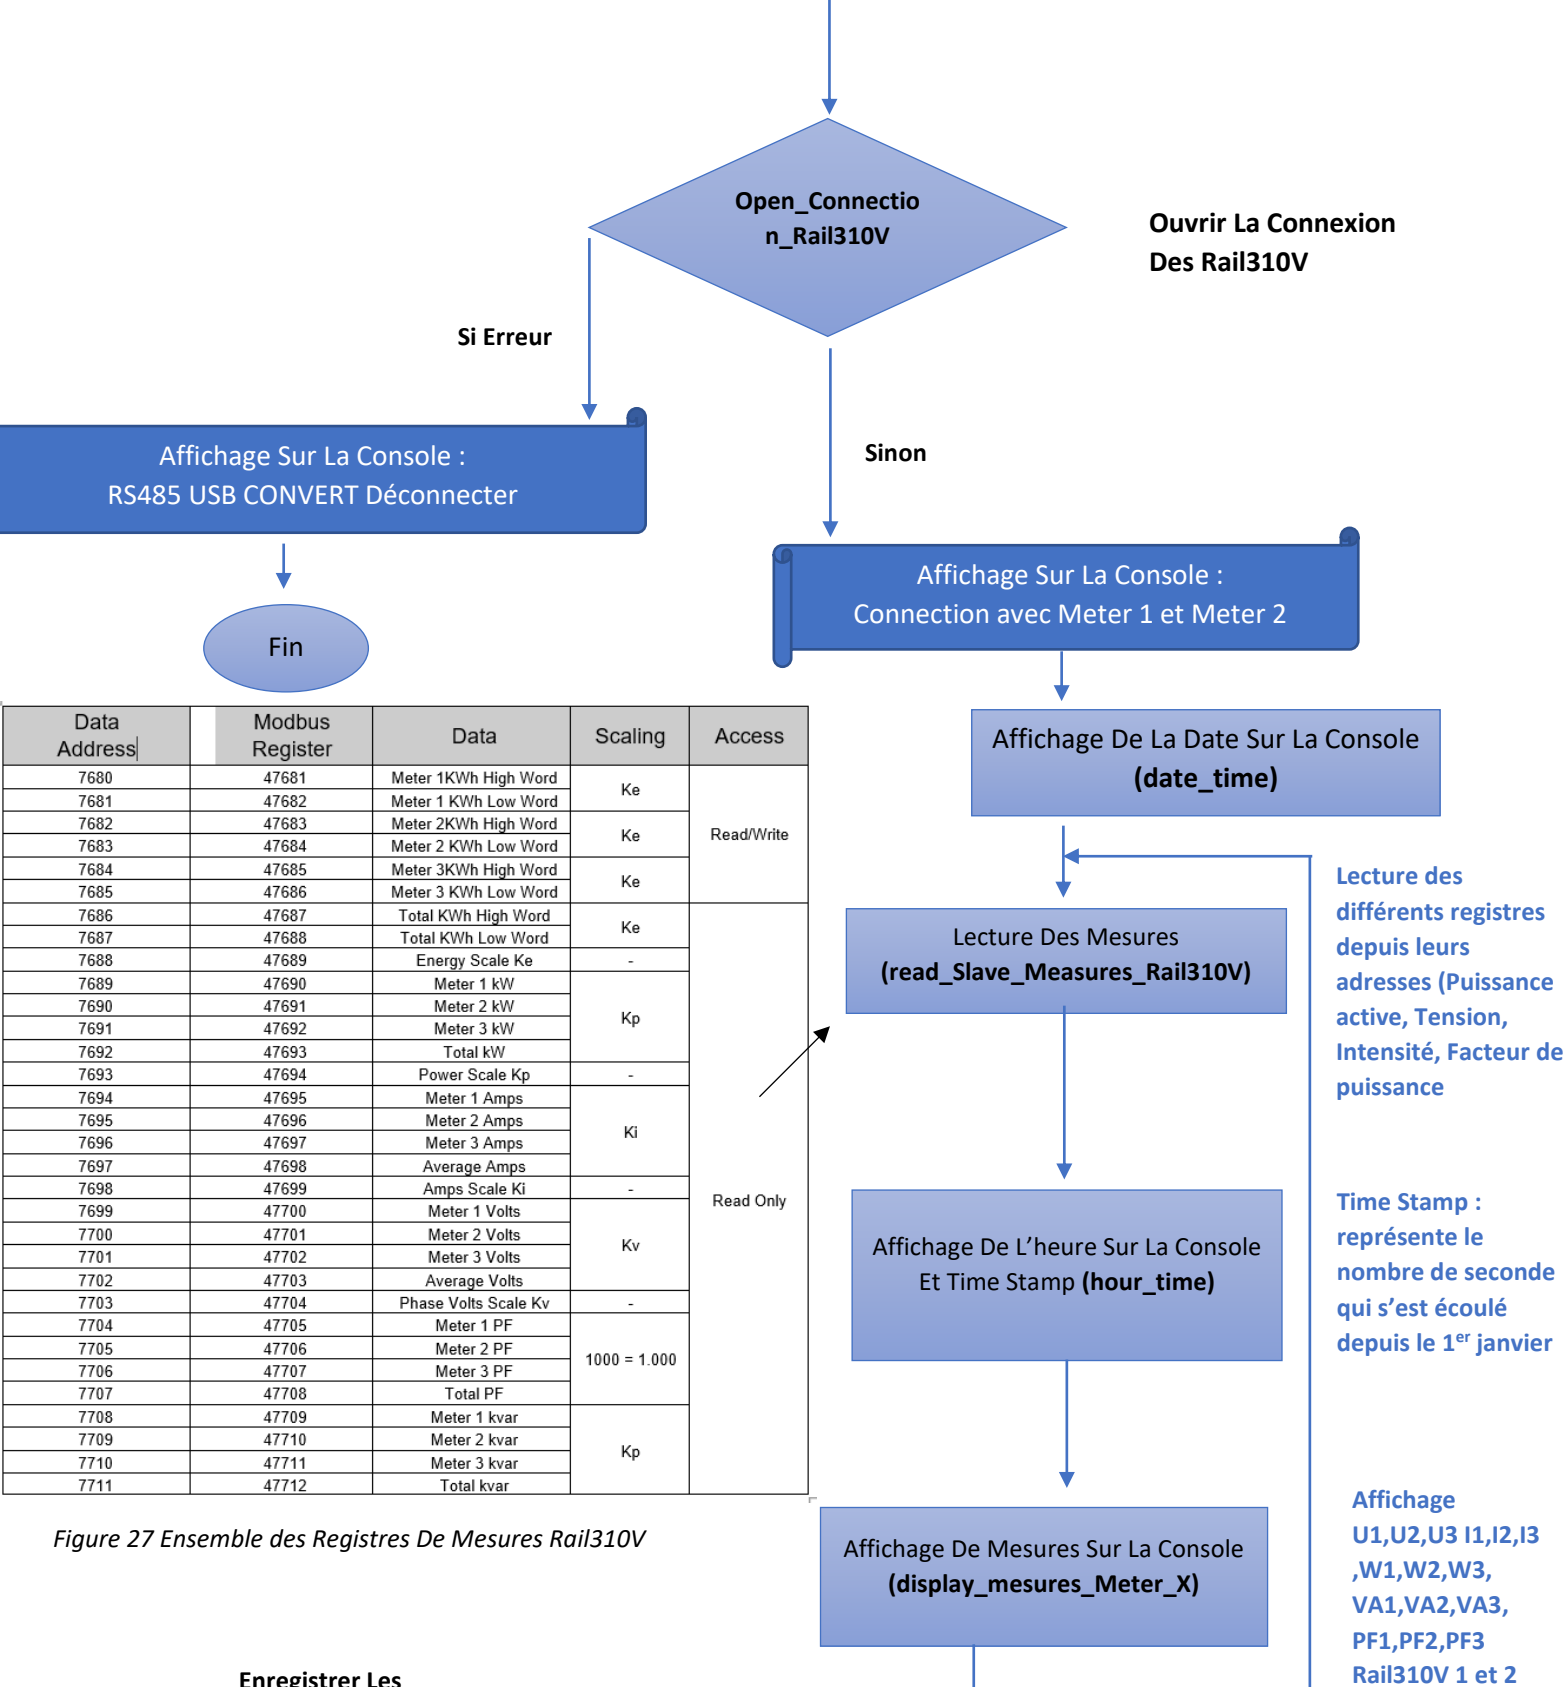 Open_Connectio
n_Rail310V
Ouvrir La Connexion
Des Rail310V
Si Erreur
Sinon
Affichage Sur La Console :
RS485 USB CONVERT Déconnecter
Fin
Affichage Sur La Console :
Connection avec Meter 1 et Meter 2
Affichage De La Date Sur La Console
(date_time)
Lecture Des Mesures
(read_Slave_Measures_Rail310V)
Lecture des
différents registres
depuis leurs
adresses (Puissance
active, Tension,
Intensité, Facteur de
puissance
Affichage De L’heure Sur La Console
Et Time Stamp (hour_time)
Time Stamp :
représente le
nombre de seconde
qui s’est écoulé
depuis le 1er janvier
Affichage De Mesures Sur La Console
(display_mesures_Meter_X)
Affichage
U1,U2,U3 I1,I2,I3
,W1,W2,W3,
VA1,VA2,VA3,
PF1,PF2,PF3
Rail310V 1 et 2
Data Address Modbus Register Data Scaling Access
7680 47681 Meter 1KWh High Word Ke Read/Write
7681 47682 Meter 1 KWh Low Word
7682 47683 Meter 2KWh High Word Ke
7683 47684 Meter 2 KWh Low Word
7684 47685 Meter 3KWh High Word Ke
7685 47686 Meter 3 KWh Low Word
7686 47687 Total KWh High Word Ke Read Only
7687 47688 Total KWh Low Word
7688 47689 Energy Scale Ke -
7689 47690 Meter 1 kW Kp
7690 47691 Meter 2 kW
7691 47692 Meter 3 kW
7692 47693 Total kW
7693 47694 Power Scale Kp -
7694 47695 Meter 1 Amps Ki
7695 47696 Meter 2 Amps
7696 47697 Meter 3 Amps
7697 47698 Average Amps
7698 47699 Amps Scale Ki -
7699 47700 Meter 1 Volts Kv
7700 47701 Meter 2 Volts
7701 47702 Meter 3 Volts
7702 47703 Average Volts
7703 47704 Phase Volts Scale Kv -
7704 47705 Meter 1 PF 1000 = 1.000
7705 47706 Meter 2 PF
7706 47707 Meter 3 PF
7707 47708 Total PF
7708 47709 Meter 1 kvar Kp
7709 47710 Meter 2 kvar
7710 47711 Meter 3 kvar
7711 47712 Total kvar
Figure 27 Ensemble des Registres De Mesures Rail310V
Enregistrer Les